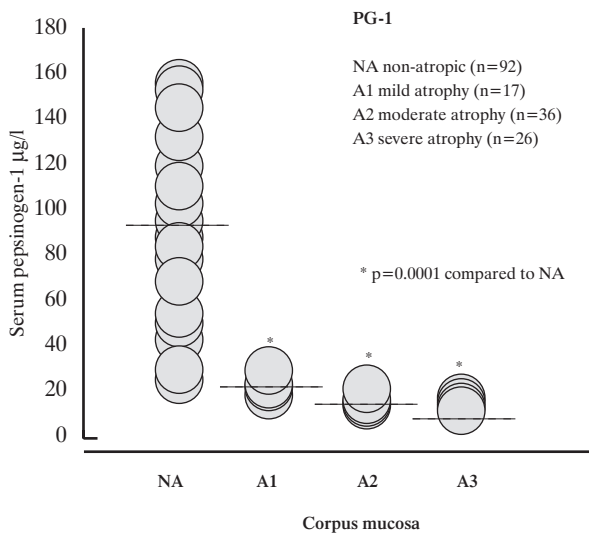 PG-1
NA non-atropic (n=92)
A1 mild atrophy (n=17)
A2 moderate atrophy (n=36)
A3 severe atrophy (n=26)
* p=0.0001 compared to NA
Serum pepsinogen-1 µg/l
180
160
140
120
100
80
60
40
20
0
*
*
*
NA A1 A2 A3
Corpus mucosa